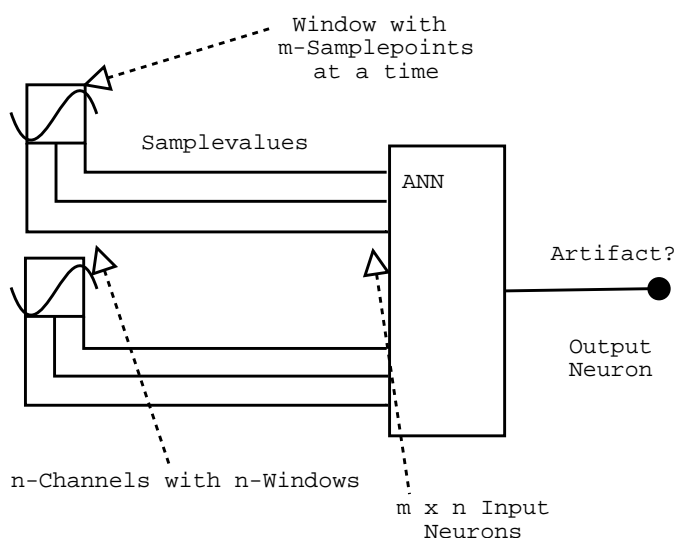 Window with
m-Samplepoints
at a time
Samplevalues
ANN
Artifact?
Output
Neuron
n-Channels with n-Windows
m x n Input
Neurons